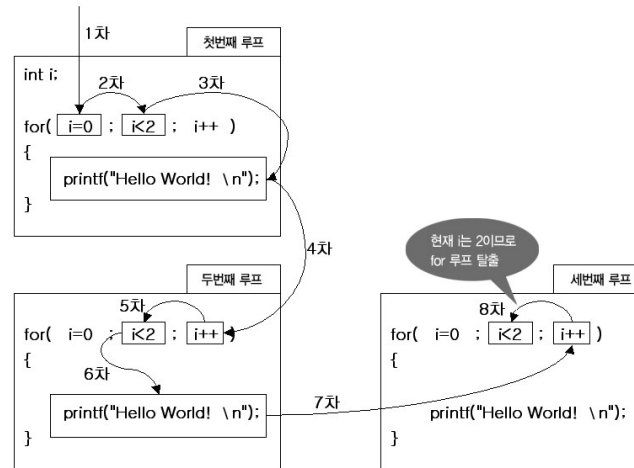 1차
첫번째 루프
int i;
2차
3차
for( i=0 ; i<2 ; i++ )
{
printf("Hello World! \n");
}
4차
현재 i는 2이므로
for 루프 탈출
두번째 루프
5차
for( i=0 ; i<2 ; i++ )
{
6차
printf("Hello World! \n");
}
7차
세번째 루프
8차
for( i=0 ; i<2 ; i++ )
{
printf("Hello World! \n");
}